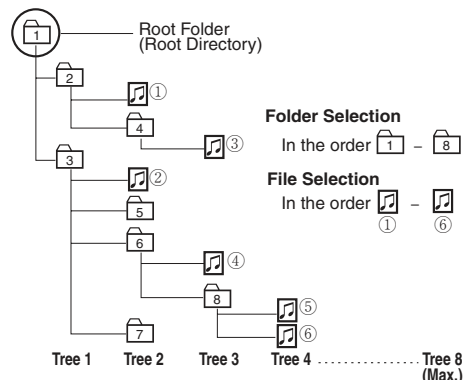 1
Root Folder
(Root Directory)
2
①
4
③
Folder Selection
In the order 1 – 8
3
②
File Selection
In the order –
① ⑥
5
6
④
8
⑤
⑥
7
Tree 1 Tree 2 Tree 3 Tree 4 .................. Tree 8
(Max.)